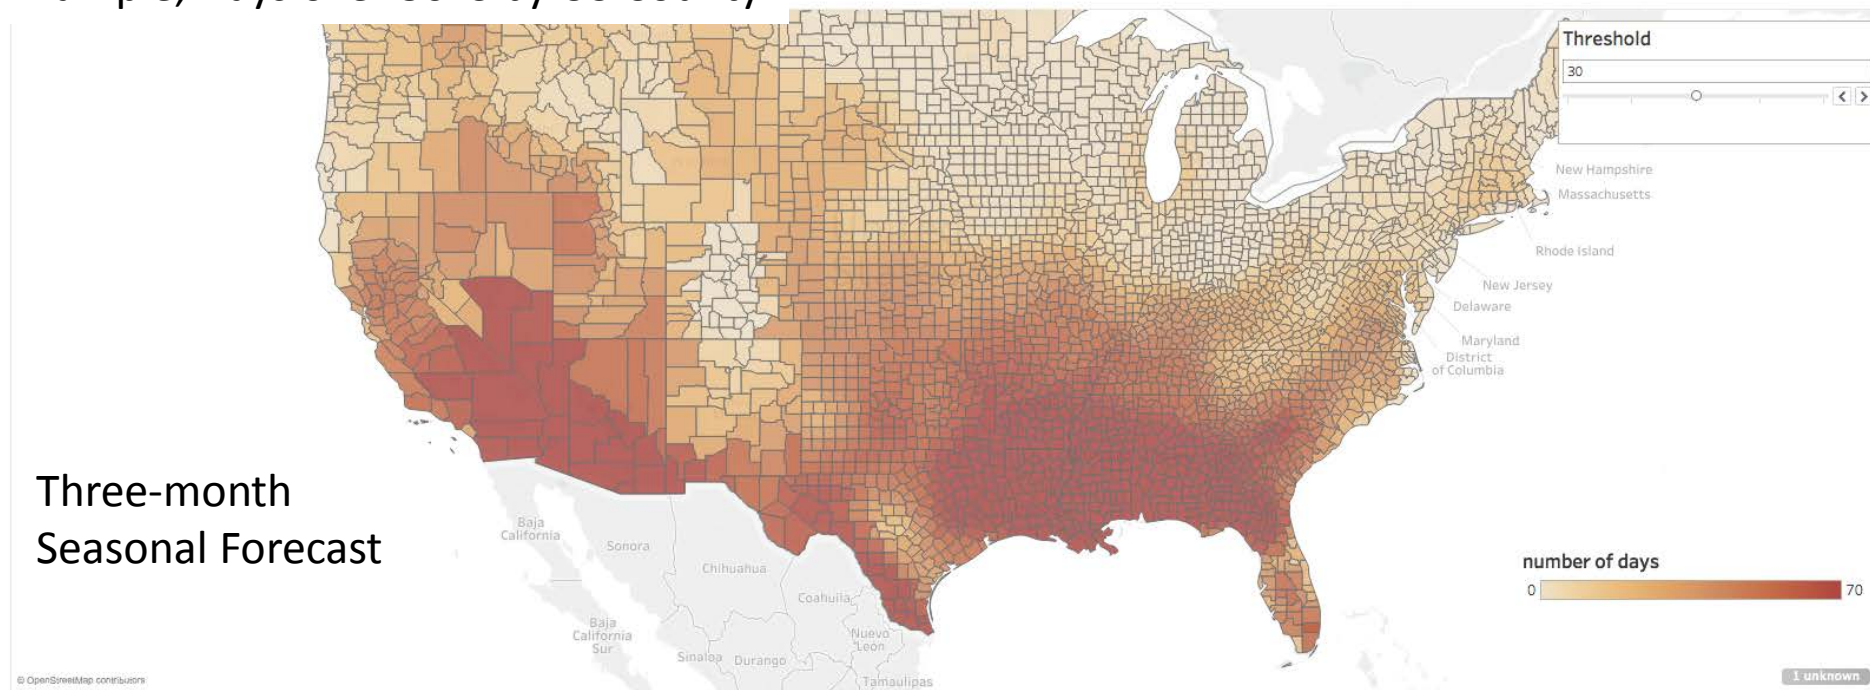 Threshold
30
New Hampshire
Massachusetts
Rhode Island
New Jersey
Delaware
Maryland
District
of Columbia
Three-month
Seasonal Forecast
Baja
California
Sonora
Chihuahua
Coahuila
Baja
California
Sur
Nuevo
León
Sinaloa
Durango
Tamaulipas
number of days
0
70
© OpenStreetMap contributors
1 unknown